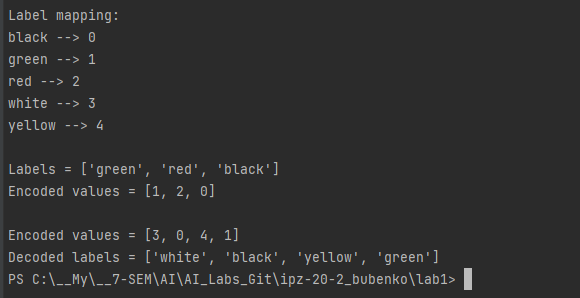 Label mapping:
black --> 0
green --> 1
red --> 2
white --> 3
yellow --> 4
Labels = ['green', 'red', 'black']
Encoded values = [1, 2, 0]
Encoded values = [3, 0, 4, 1]
Decoded labels = ['white', 'black', 'yellow', 'green']
PS C:\__My\__7-SEM\AI\AI_Labs_Git\ipz-20-2_bubenko\lab1>